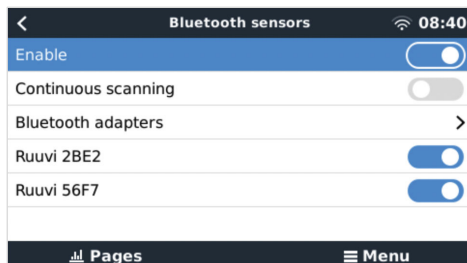 Bluetooth sensors 08:40
Enable
Continuous scanning
Bluetooth adapters
Ruuvi 2BE2
Ruuvi 56F7
Pages Menu